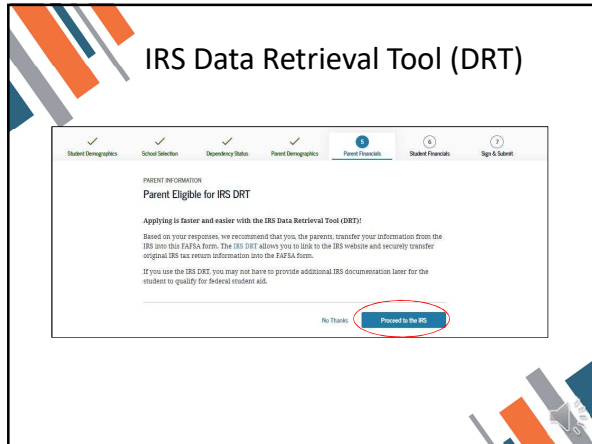 IRS Data Retrieval Tool (DRT)
5 6 7
Student Demographics School Selection Dependency Status Parent Demographics Parent Financials Student Financials Sign & Submit
PARENT INFORMATION
Parent Eligible for IRS DRT
Applying is faster and easier with the IRS Data Retrieval Tool (DRT)!
Based on your responses, we recommend that you, the parents, transfer your information from the
IRS into this FAFSA form. The IRS DRT allows you to link to the IRS website and securely transfer
original IRS tax return information into the FAFSA form.
If you use the IRS DRT, you may not have to provide additional IRS documentation later for the
student to qualify for federal student aid.
No Thanks Proceed to the IRS